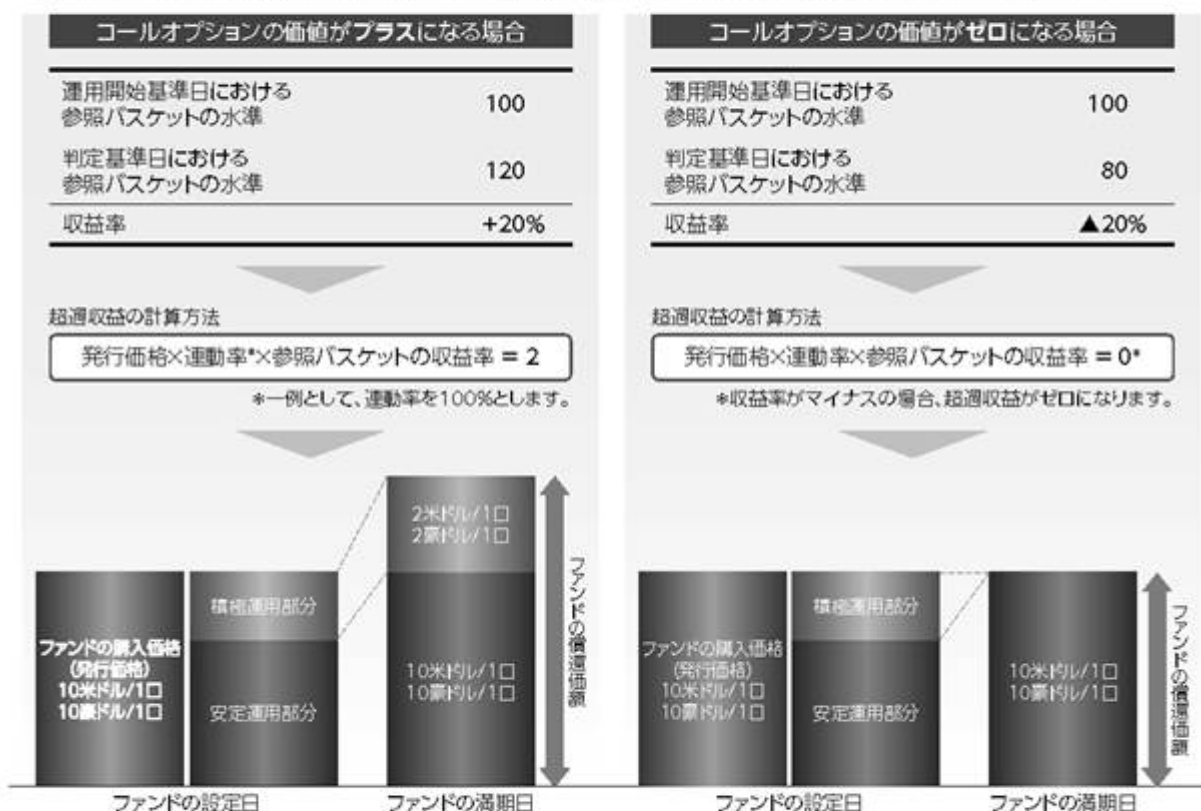 コールオプションの価値がプラスになる場合
運用開始基準日における
参照バスケットの水準
100
判定基準日における
参照バスケットの水準
120
収益率
+20%
超過収益の計算方法
発行価格×連動率*×参照バスケットの収益率 = 2
*一例として、連動率を100%とします。
2米ドル/1口
2豪ドル/1口
積極運用部分
ファンドの購入価格
(発行価格)
10米ドル/1口
10豪ドル/1口
安定運用部分
10米ドル/1口
10豪ドル/1口
ファンドの償還価額
ファンドの設定日
ファンドの満期日
コールオプションの価値がゼロになる場合
運用開始基準日における
参照バスケットの水準
100
判定基準日における
参照バスケットの水準
80
収益率
▲20%
超過収益の計算方法
発行価格×連動率×参照バスケットの収益率 = 0*
*収益率がマイナスの場合、超過収益がゼロになります。
積極運用部分
ファンドの購入価格
(発行価格)
10米ドル/1口
10豪ドル/1口
安定運用部分
10米ドル/1口
10豪ドル/1口
ファンドの償還価額
ファンドの設定日
ファンドの満期日